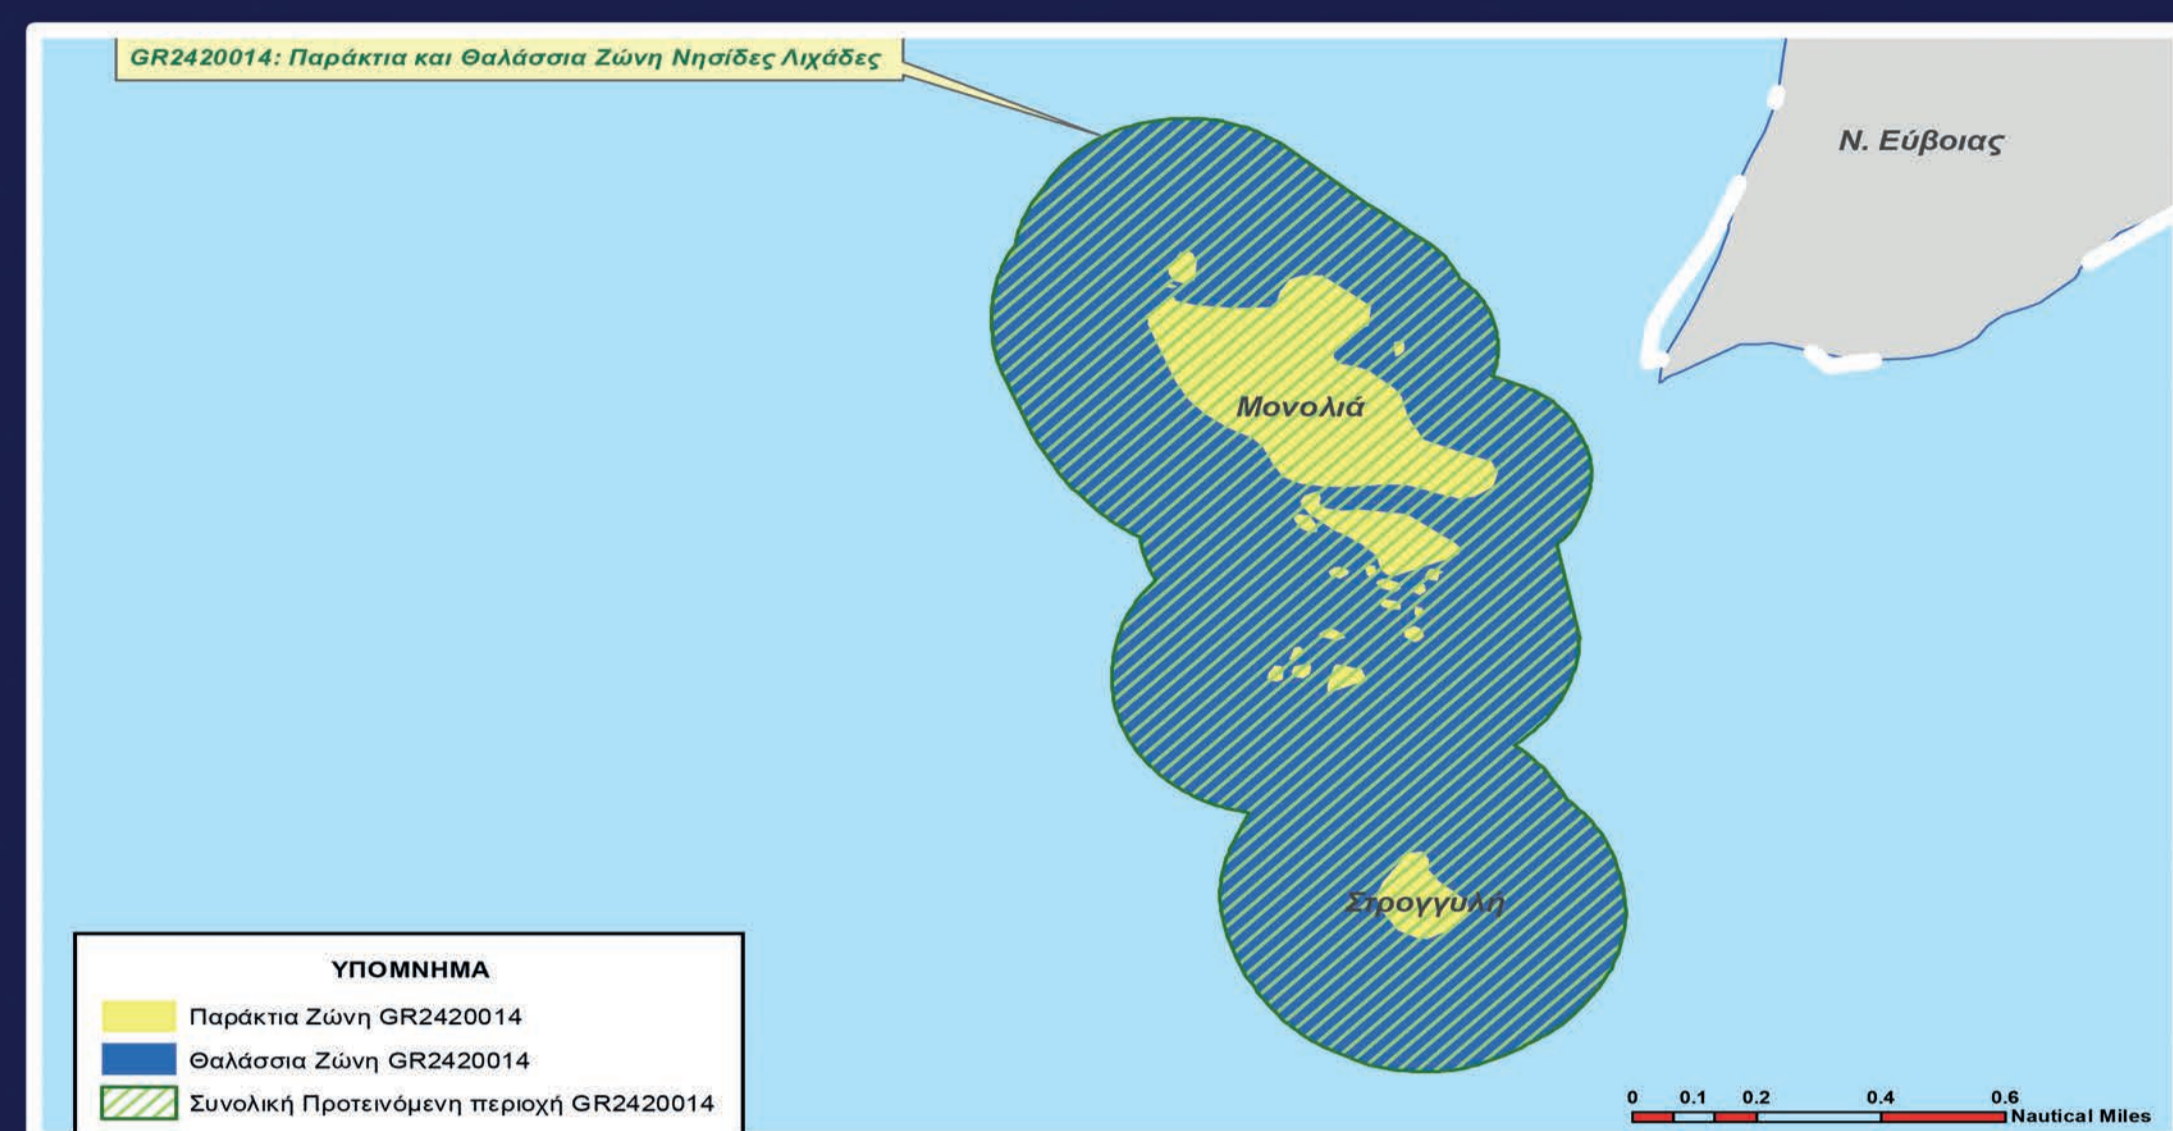 GR2420014: Παράκτια και Θαλάσσια Ζώνη Νησίδες Λιχάδες
Ν. Εύβοιας
Μονολιά
Στρογγυλή
ΥΠΟΜΝΗΜΑ
Παράκτια Ζώνη GR2420014
Θαλάσσια Ζώνη GR2420014
Συνολική Προτεινόμενη περιοχή GR2420014
0 0.1 0.2 0.4 0.6
Nautical Miles